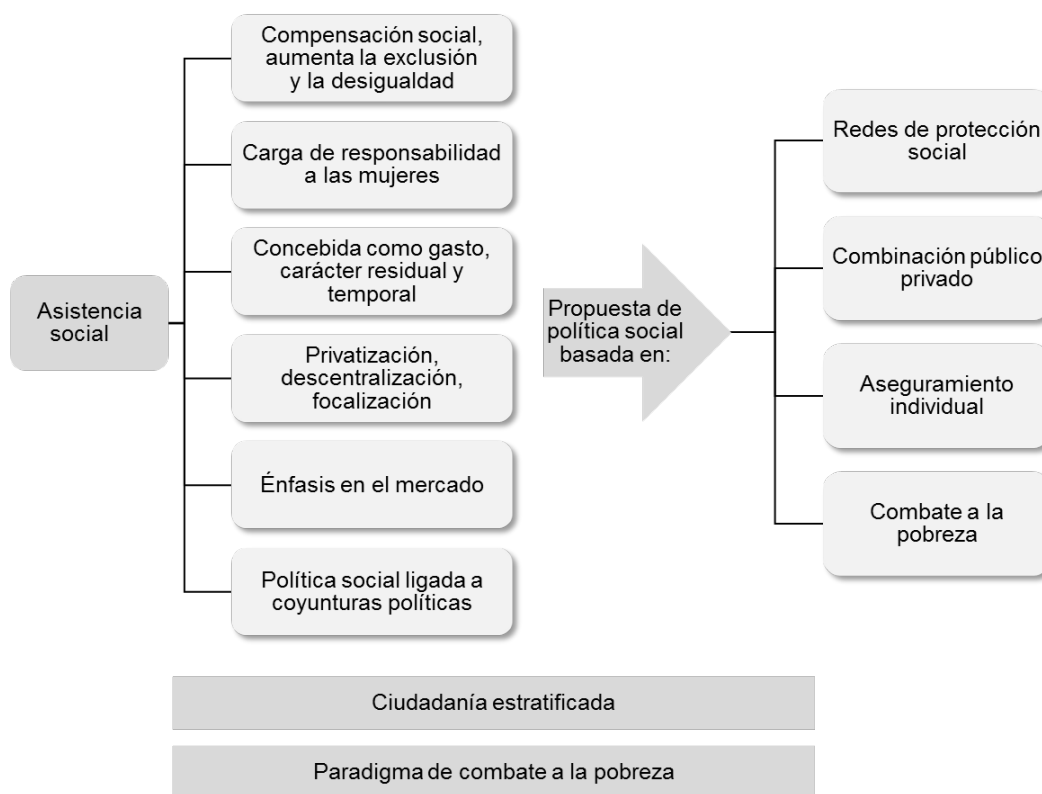 Compensación social,
aumenta la exclusión
y la desigualdad
Carga de responsabilidad
a las mujeres
Concebida como gasto,
carácter residual y
temporal
Asistencia
social
Privatización,
descentralización,
focalización
Énfasis en el mercado
Política social ligada a
coyunturas políticas
Propuesta de
política social
basada en:
Redes de protección
social
Combinación público
privado
Aseguramiento
individual
Combate a la
pobreza
Ciudadanía estratificada
Paradigma de combate a la pobreza